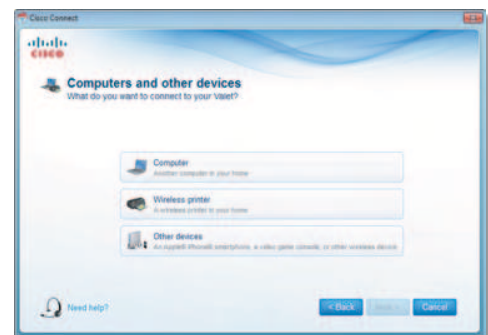 Cisco Connect
CISCO
Computers and other devices
What do you want to connect to your Valet?
Computer
Another computer in your home
Wireless printer
A wireless printer in your home
Other devices
An Apple® iPhone® smartphone, a video game console, or other wireless device
Need help?
< Back
Next >
Cancel